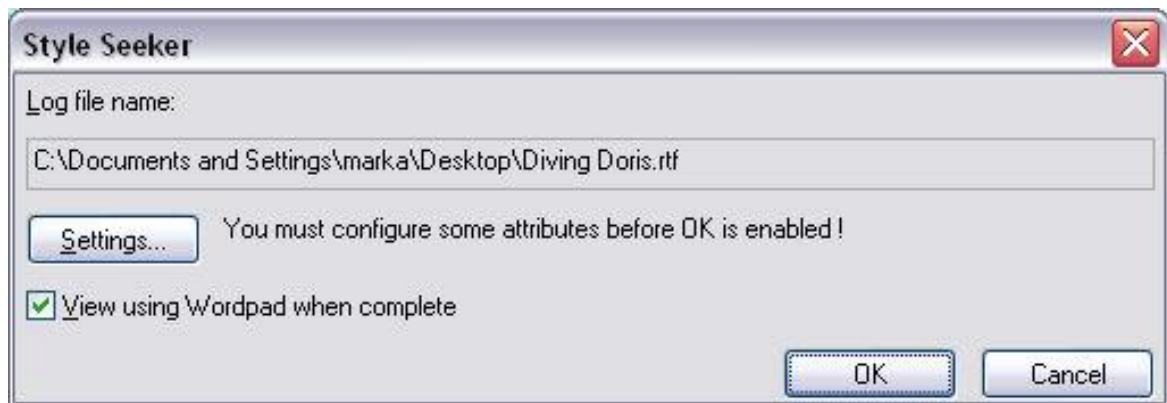 Style Seeker
Log file name:
C:\Documents and Settings\marka\Desktop\Diving Doris.rtf
Settings... You must configure some attributes before OK is enabled !
View using Wordpad when complete
OK Cancel